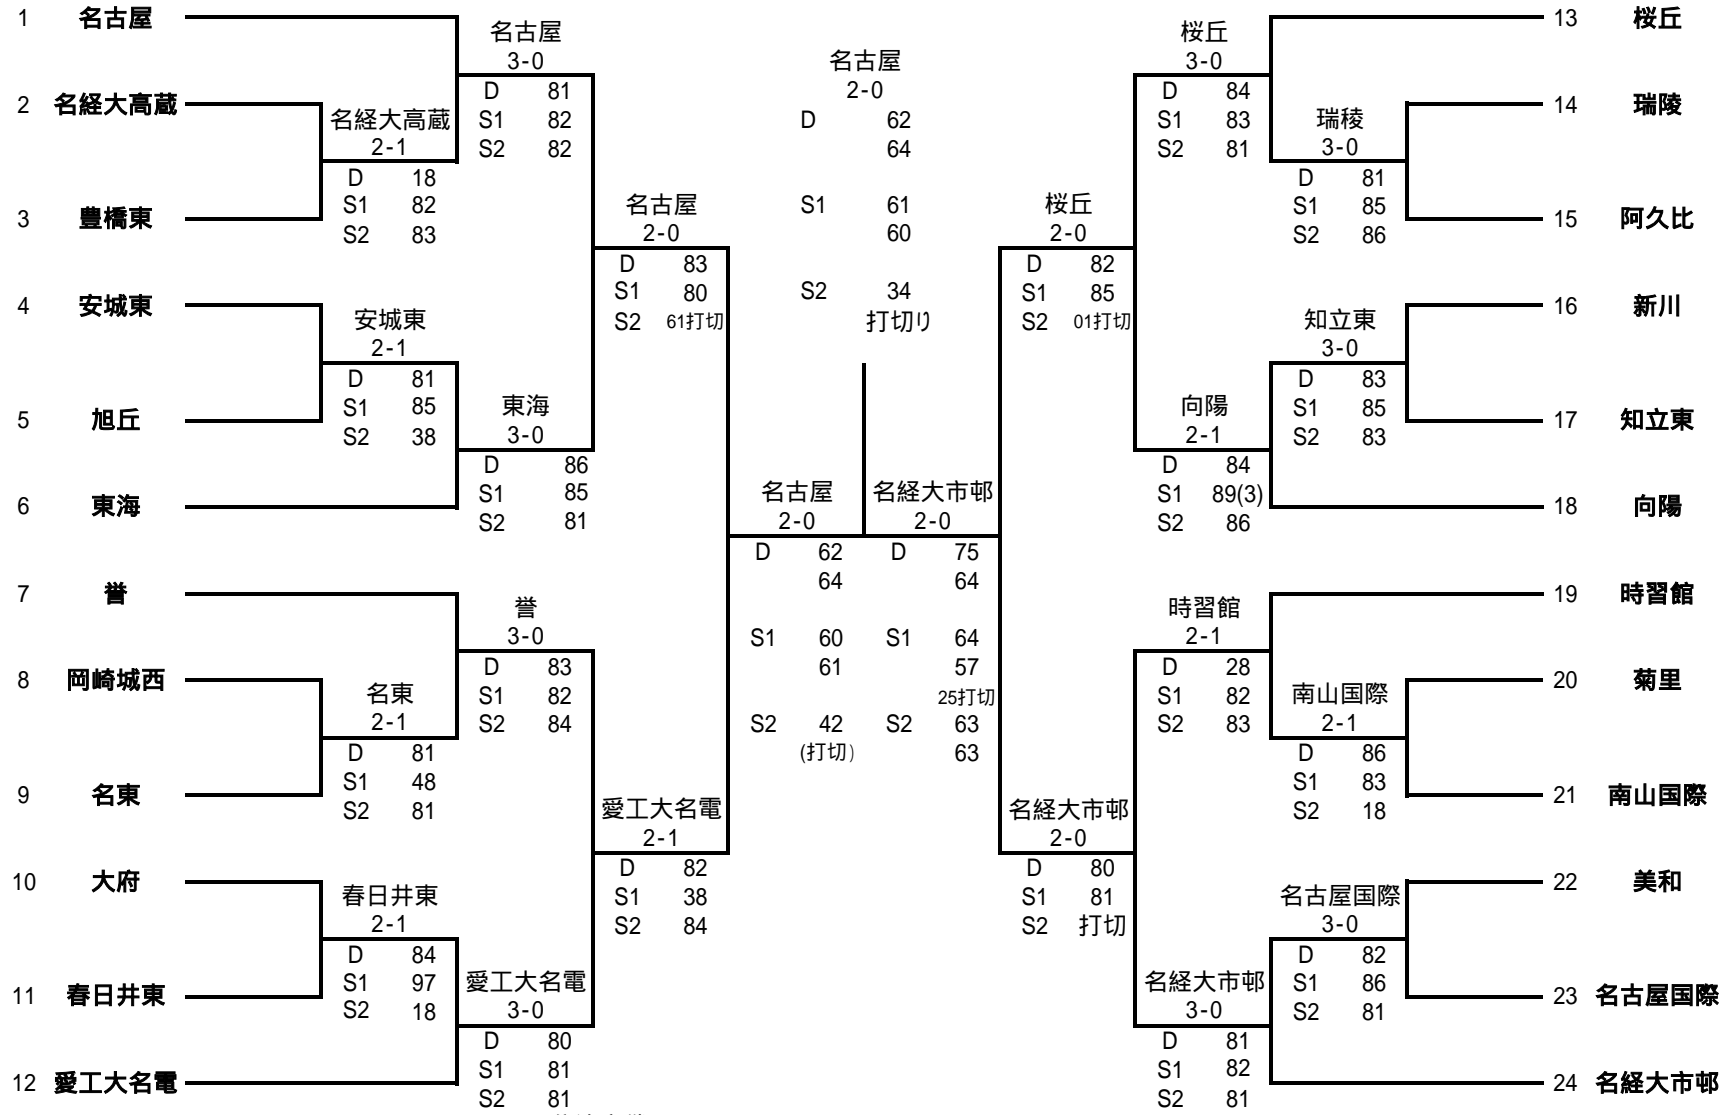 1 名古屋
2 名経大高蔵
3 豊橋東
4 安城東
5 旭丘
6 東海
7 誉
8 岡崎城西
9 名東
10 大府
11 春日井東
12 愛工大名電
名経大高蔵
2-1
D 18
S1 82
S2 83
安城東
2-1
D 81
S1 85
S2 38
名東
2-1
D 81
S1 48
S2 81
春日井東
2-1
D 84
S1 97
S2 18
名古屋
3-0
D 81
S1 82
S2 82
東海
3-0
D 86
S1 85
S2 81
誉
3-0
D 83
S1 82
S2 84
愛工大名電
3-0
D 80
S1 81
S2 81
名古屋
2-0
D 83
S1 80
S2 61打切
愛工大名電
2-1
D 82
S1 38
S2 84
名古屋
2-0
D 62
64
S1 60
61
S2 42
(打切)
名古屋
2-0
D 62
64
S1 61
60
S2 34
打切り
名経大市邨
2-0
D 75
64
S1 64
57
25打切
S2 63
63
桜丘
2-0
D 82
S1 85
S2 01打切
名経大市邨
2-0
D 80
S1 81
S2 打切
桜丘
3-0
D 84
S1 83
S2 81
向陽
2-1
D 84
S1 89(3)
S2 86
時習館
2-1
D 28
S1 82
S2 83
名経大市邨
3-0
D 81
S1 82
S2 81
瑞稜
3-0
D 81
S1 85
S2 86
知立東
3-0
D 83
S1 85
S2 83
南山国際
2-1
D 86
S1 83
S2 18
名古屋国際
3-0
D 82
S1 86
S2 81
13 桜丘
14 瑞陵
15 阿久比
16 新川
17 知立東
18 向陽
19 時習館
20 菊里
21 南山国際
22 美和
23 名古屋国際
24 名経大市邨